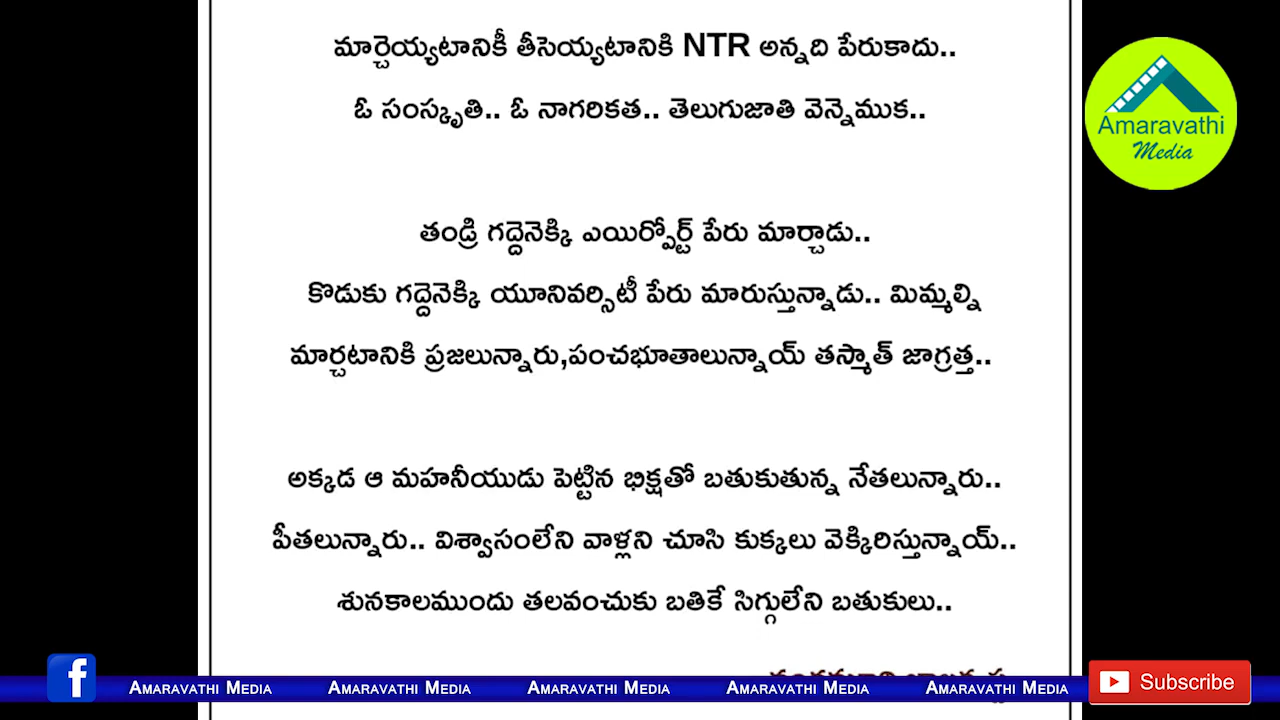 మార్చెయ్యటానికీ తీసెయ్యటానికి NTR అన్నది పేరుకాదు..
ఓ సంస్కృతి.. ఓ నాగరికత.. తెలుగుజాతి వెన్నెముక..
Amaravathi
Media
తండ్రి గద్దెనెక్కి ఎయిర్పోర్ట్ పేరు మార్చాడు..
కొడుకు గద్దెనెక్కి యూనివర్సిటీ పేరు మారుస్తున్నాడు.. మిమ్మల్ని
మార్చటానికి ప్రజలున్నారు,పంచభూతాలున్నాయ్ తస్మాత్ జాగ్రత్త..
అక్కడ ఆ మహనీయుడు పెట్టిన భిక్షతో బతుకుతున్న నేతలున్నారు..
పీతలున్నారు.. విశ్వాసంలేని వాళ్లని చూసి కుక్కలు వెక్కిరిస్తున్నాయ్..
శునకాలముందు తలవంచుకు బతికే సిగ్గులేని బతుకులు..
f Amaravathi Media Amaravathi Media Amaravathi Media Amaravathi Media Amaravathi Media Subscribe